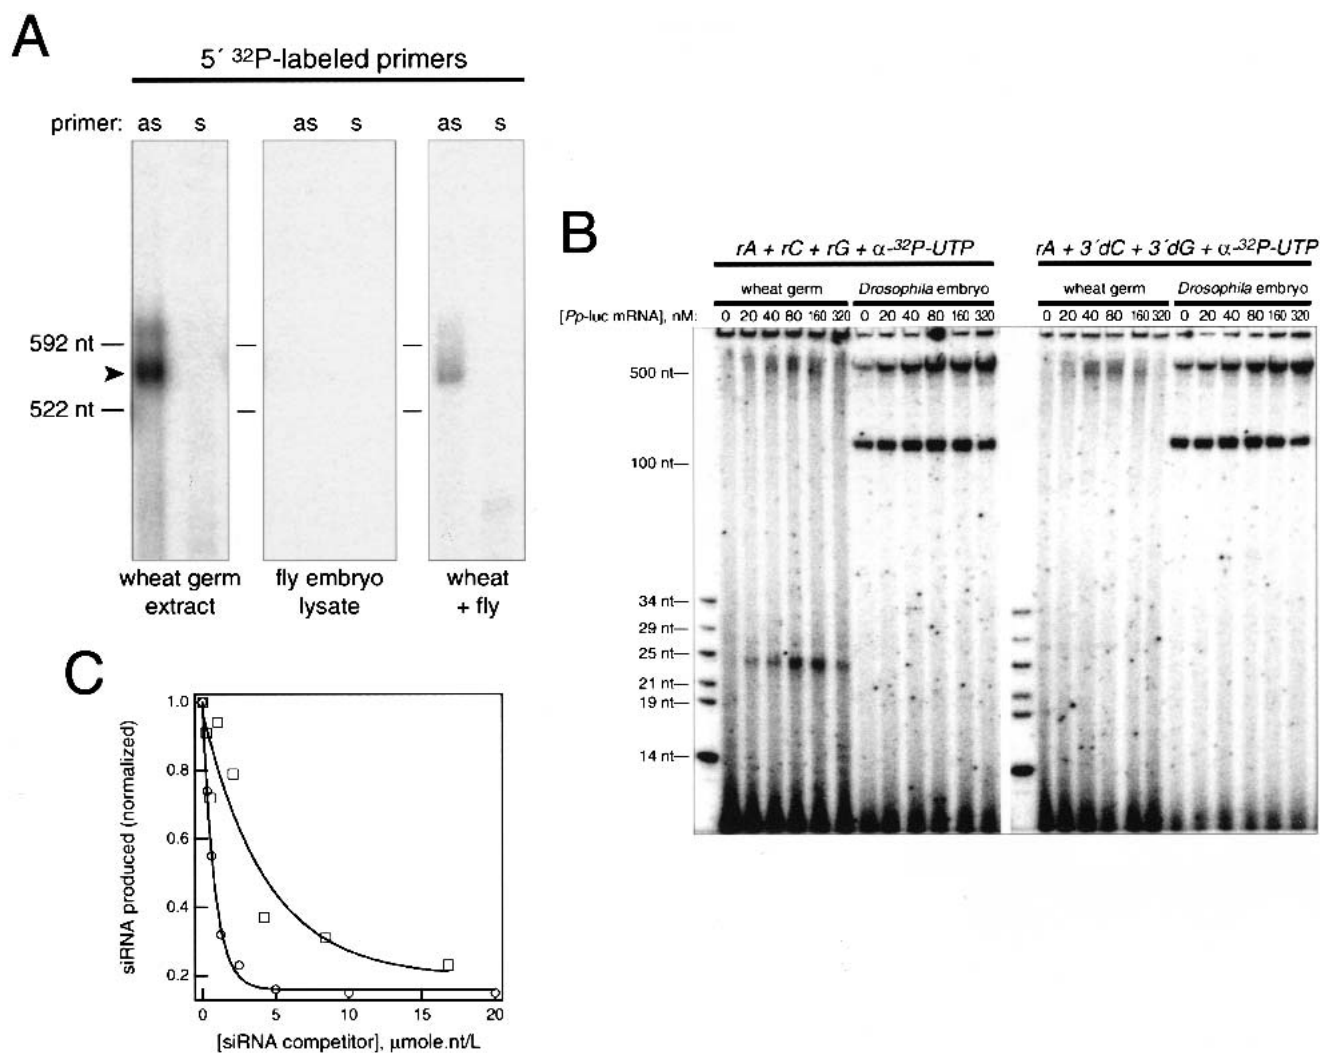 A
5´ ³²P-labeled primers
primer: as s as s as s
592 nt
522 nt
wheat germ extract
fly embryo lysate
wheat + fly
B
rA + rC + rG + α-³²P-UTP
rA + 3´dC + 3´dG + α-³²P-UTP
wheat germ Drosophila embryo wheat germ Drosophila embryo
[Pp-luc mRNA], nM: 0 20 40 80 160 320 0 20 40 80 160 320 0 20 40 80 160 320 0 20 40 80 160 320
500 nt
100 nt
34 nt
29 nt
25 nt
21 nt
19 nt
14 nt
C
siRNA produced (normalized)
1.0
0.8
0.6
0.4
0.2
0 5 10 15 20
[siRNA competitor], μmole.nt/L